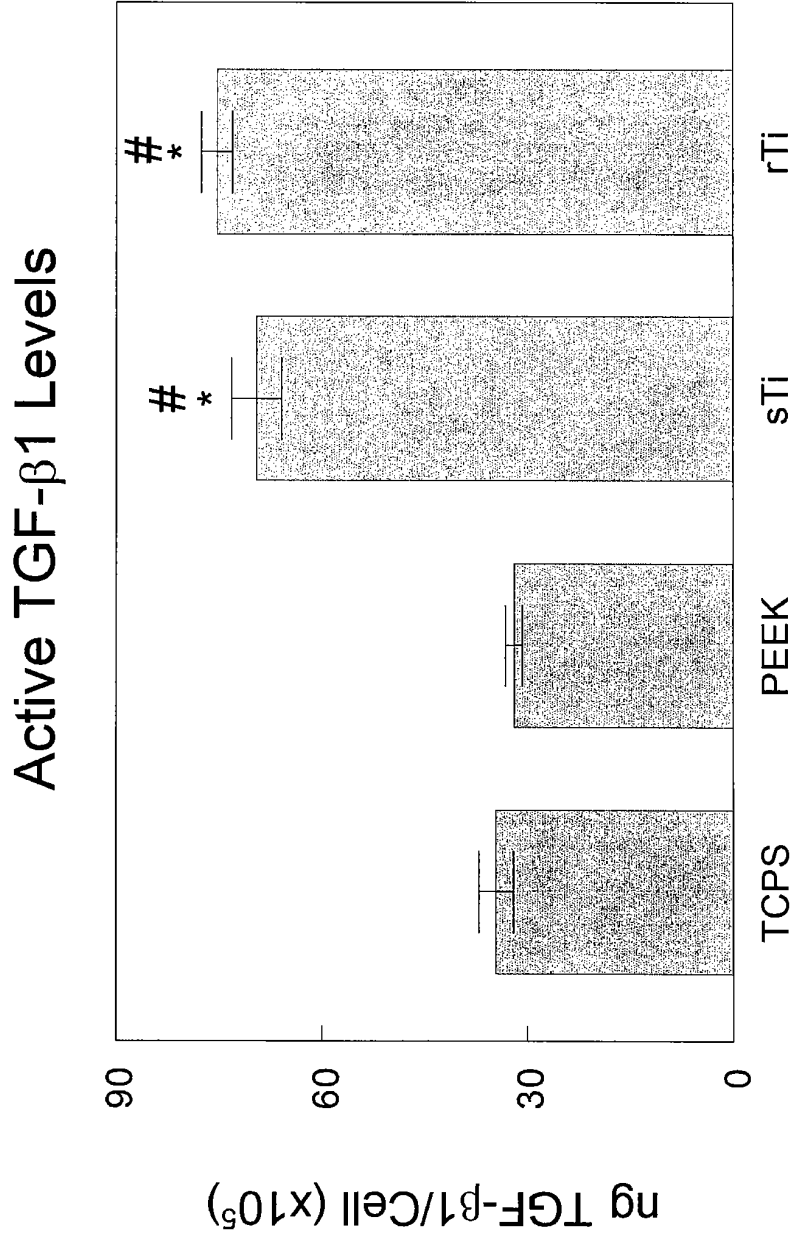 Active TGF-β1 Levels
ng TGF-β1/Cell (x10⁵)
90
60
30
0
# *
# *
TCPS PEEK sTi rTi